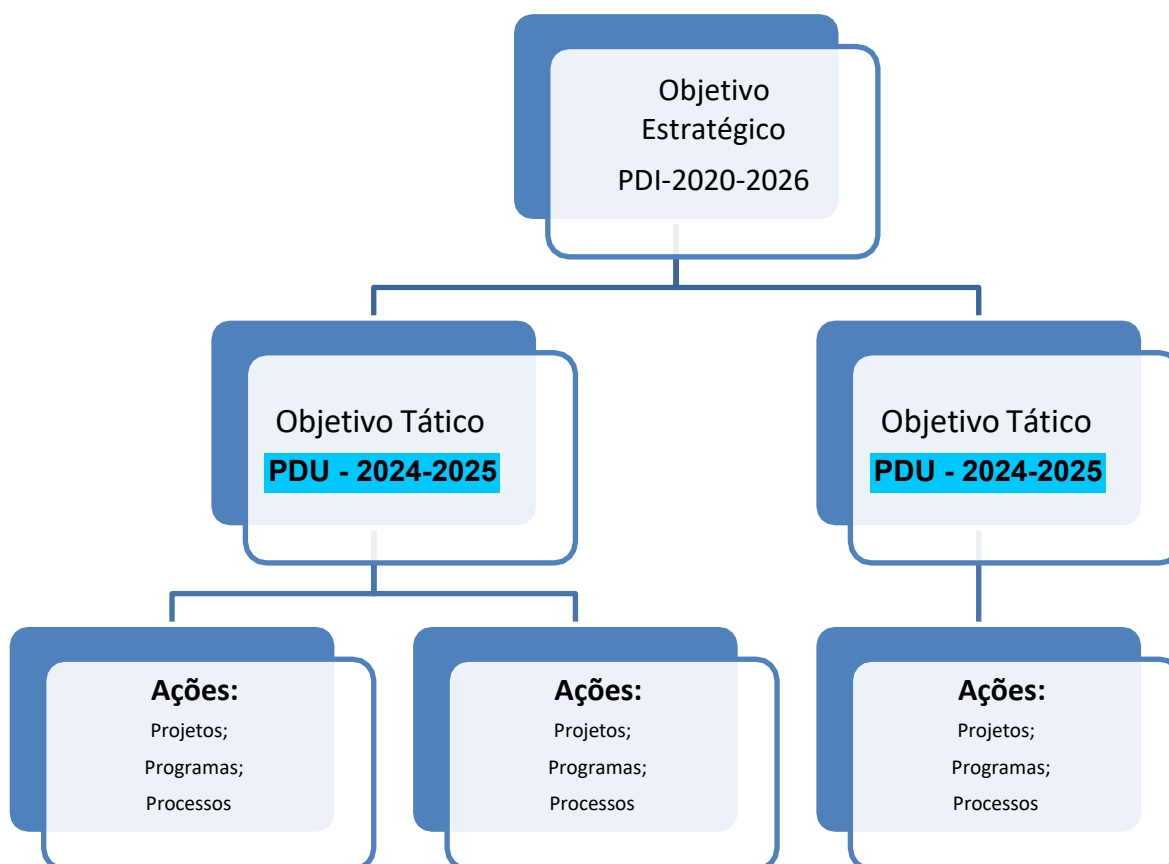 Objetivo
Estratégico
PDI-2020-2026
Objetivo Tático
PDU - 2024-2025
Objetivo Tático
PDU - 2024-2025
Ações:
Projetos;
Programas;
Processos
Ações:
Projetos;
Programas;
Processos
Ações:
Projetos;
Programas;
Processos